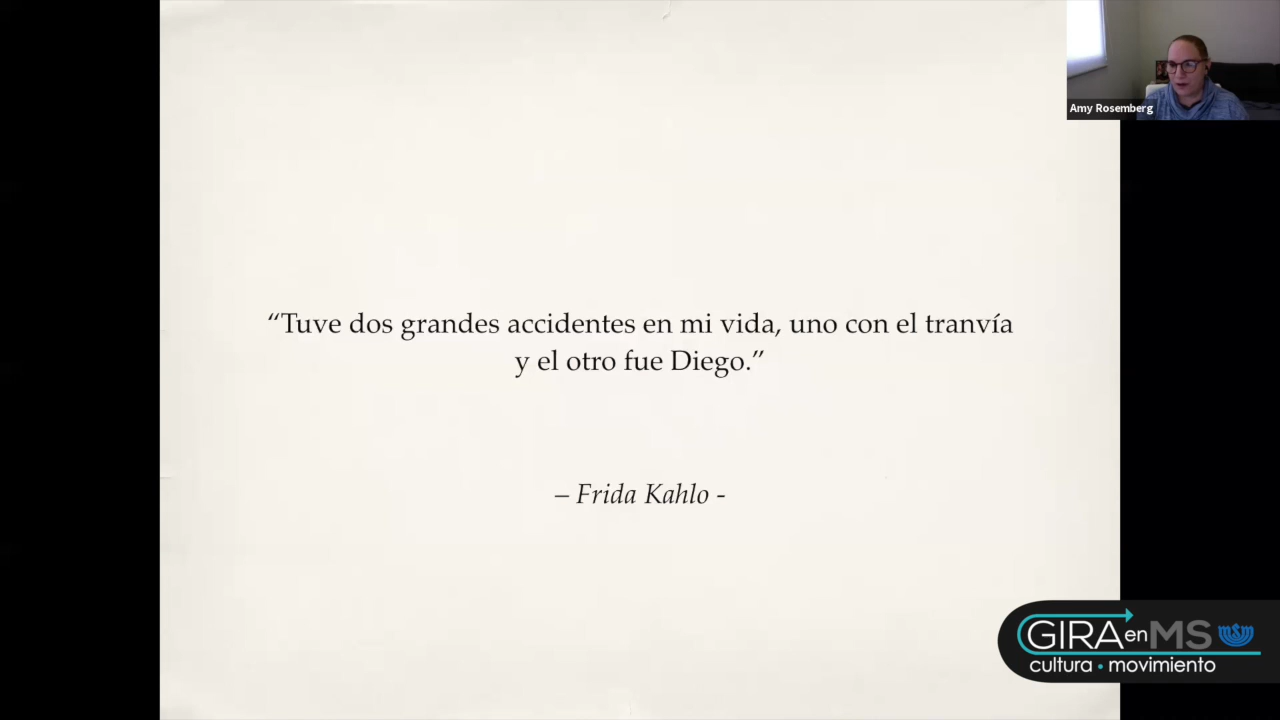 Amy Rosemberg
“Tuve dos grandes accidentes en mi vida, uno con el tranvía
y el otro fue Diego.”
– Frida Kahlo -
GIRA en MS
cultura • movimiento